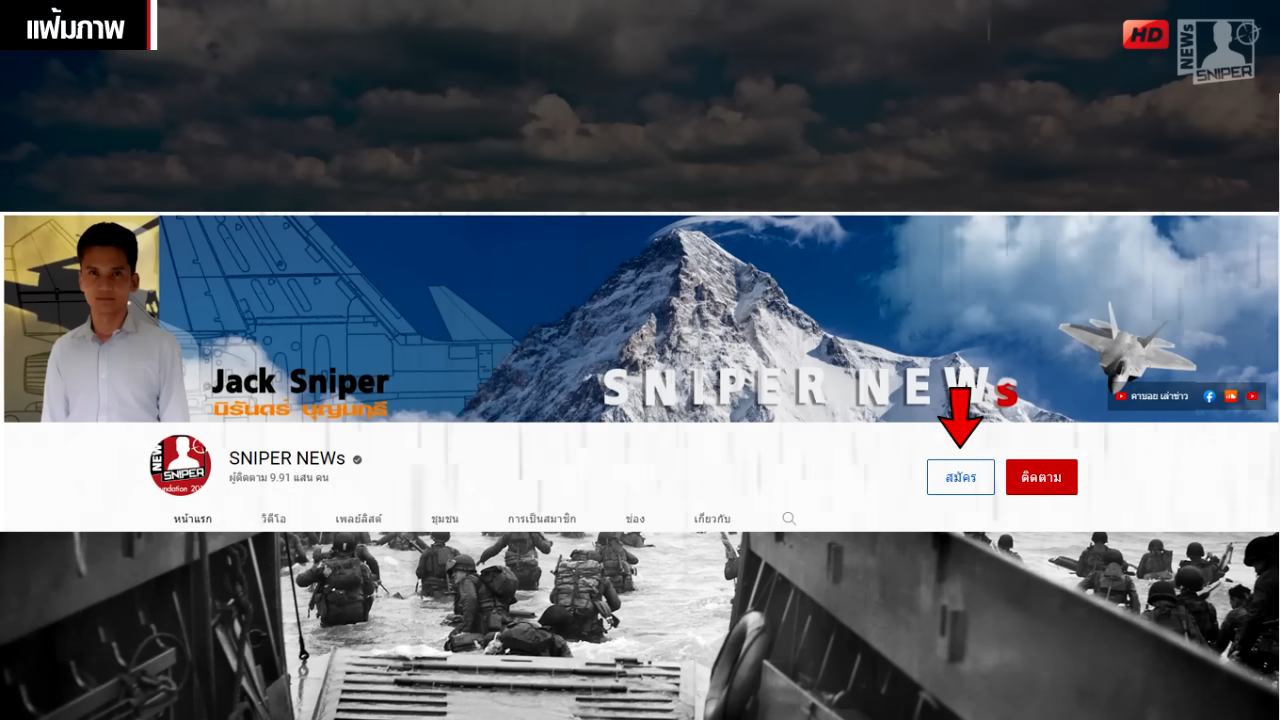 แฟ้มภาพ
HD
NEWs
SNIPER
Jack Sniper
นิรันดร์ บุญนฤธี
SNIPER NEWs
คาบอย เล่าข่าว
NEW
SNIPER
SNIPER NEWs
ผู้ติดตาม 9.91 แสน คน
สมัคร
ติดตาม
หน้าแรก วิดีโอ เพลย์ลิสต์ ชุมชน การเป็นสมาชิก ช่อง เกี่ยวกับ